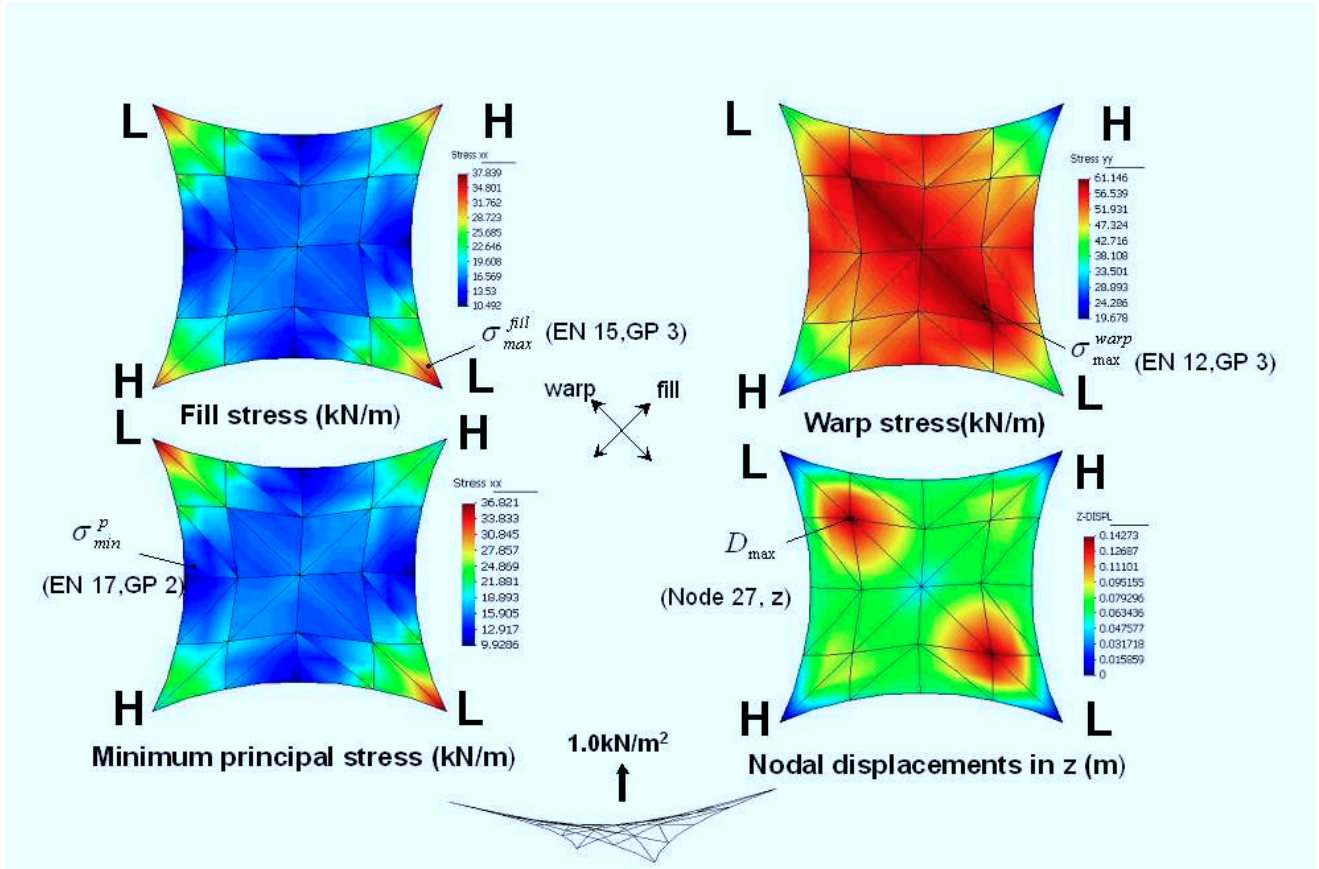 L
H
Stress xx
37.839
34.801
31.762
28.723
25.685
22.646
19.608
16.569
13.53
10.492
σ_max^fill (EN 15,GP 3)
H
L
Fill stress (kN/m)
L
H
Stress yy
61.146
56.539
51.931
47.324
42.716
38.108
33.501
28.893
24.286
19.678
σ_max^warp (EN 12,GP 3)
H
L
Warp stress(kN/m)
warp
fill
L
H
Stress xx
36.821
33.833
30.845
27.857
24.869
21.881
18.893
15.905
12.917
9.9286
σ_min^p
(EN 17,GP 2)
H
L
Minimum principal stress (kN/m)
L
H
Z-DISPL
0.14273
0.12687
0.11101
0.095155
0.079296
0.063436
0.047577
0.031718
0.015859
0
D_max
(Node 27, z)
H
L
Nodal displacements in z (m)
1.0kN/m²